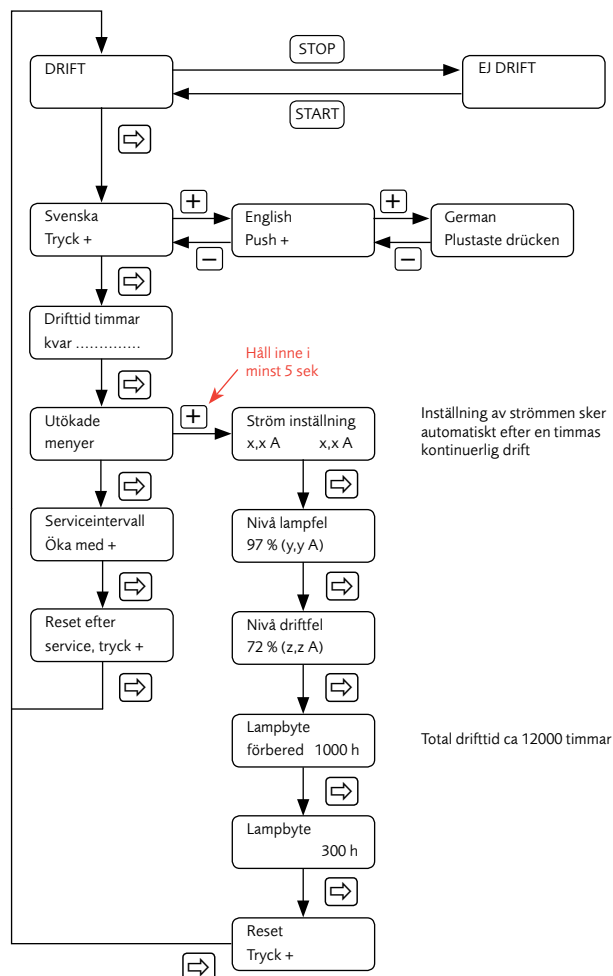 STOP
DRIFT
EJ DRIFT
START
Svenska
Tryck +
+
−
English
Push +
+
−
German
Plustaste drücken
Drifttid timmar
kvar ..............
Håll inne i
minst 5 sek
Utökade
menyer
+
Ström inställning
x,x A x,x A
Inställning av strömmen sker
automatiskt efter en timmas
kontinuerlig drift
Serviceintervall
Öka med +
Nivå lampfel
97 % (y,y A)
Reset efter
service, tryck +
Nivå driftfel
72 % (z,z A)
Lampbyte
förbered 1000 h
Total drifttid ca 12000 timmar
Lampbyte
300 h
Reset
Tryck +